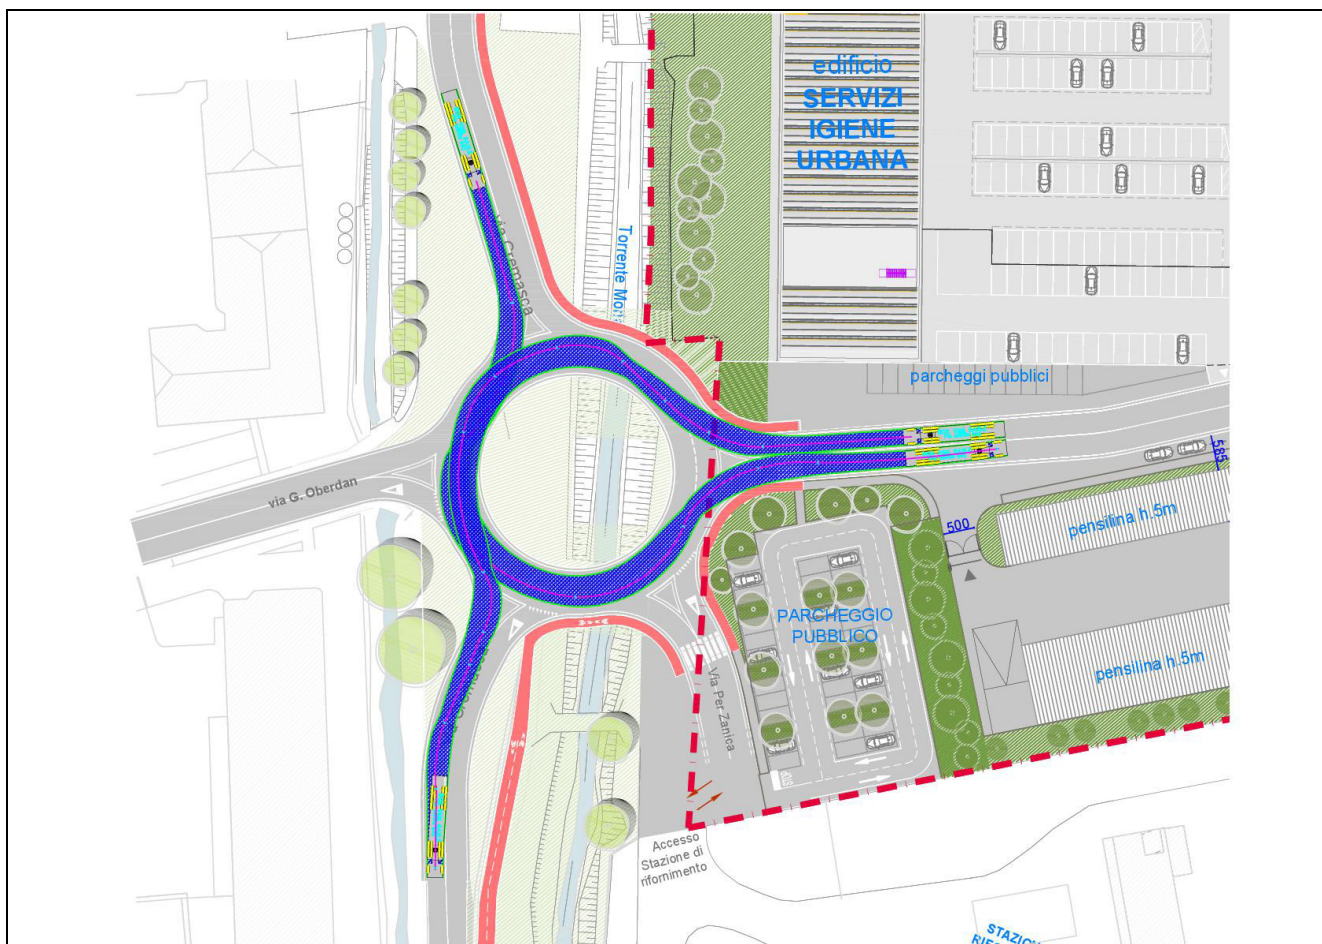 edificio
SERVIZI
IGIENE
URBANA
via Cremasca
Torrente Mor
parcheggi pubblici
via G. Oberdan
585
500
pensilina h.5m
PARCHEGGIO
PUBBLICO
pensilina h.5m
Via Per Zanica
STOP
Accesso
Stazione di
rifornimento